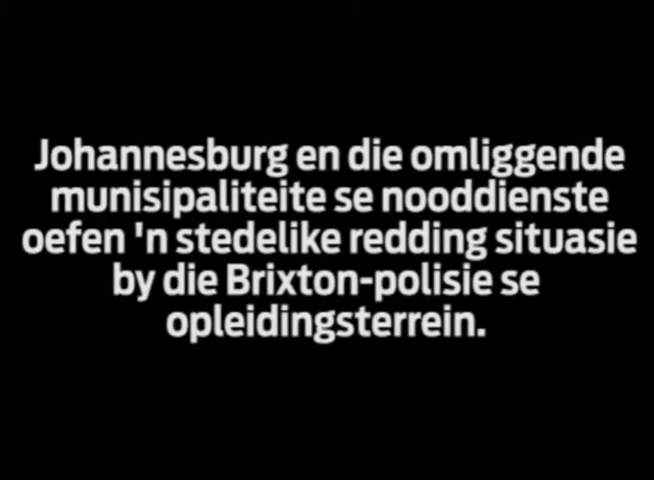 Johannesburg en die omliggende
munisipaliteite se nooddienste
oefen 'n stedelike redding situasie
by die Brixton-polisie se
opleidingsterrein.